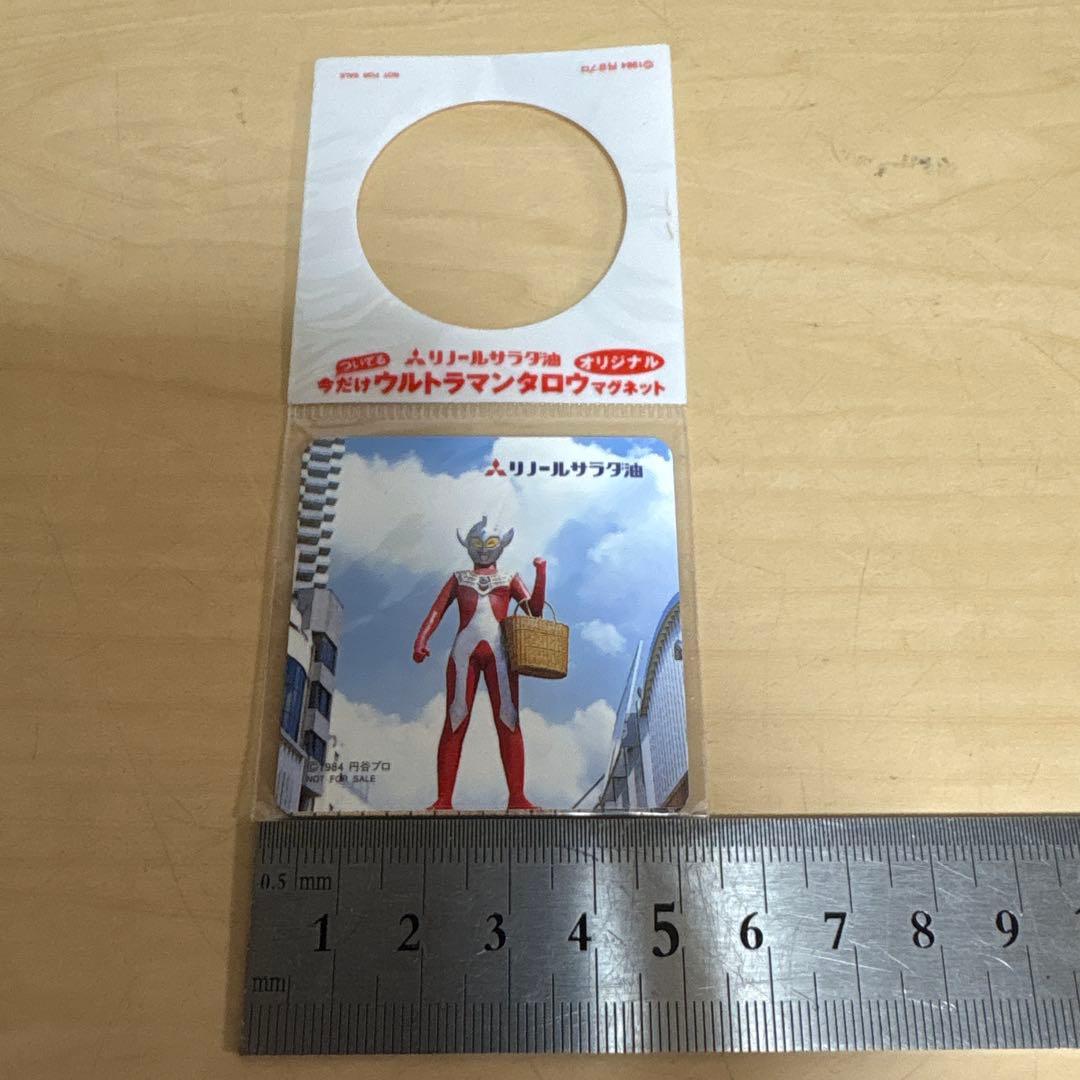 ©1984 円谷プロ
NOT FOR SALE
ついてる
リノールサラダ油
オリジナル
今だけウルトラマンタロウマグネット
リノールサラダ油
©1984 円谷プロ
NOT FOR SALE
0.5 mm
1 2 3 4 5 6 7 8 9
mm